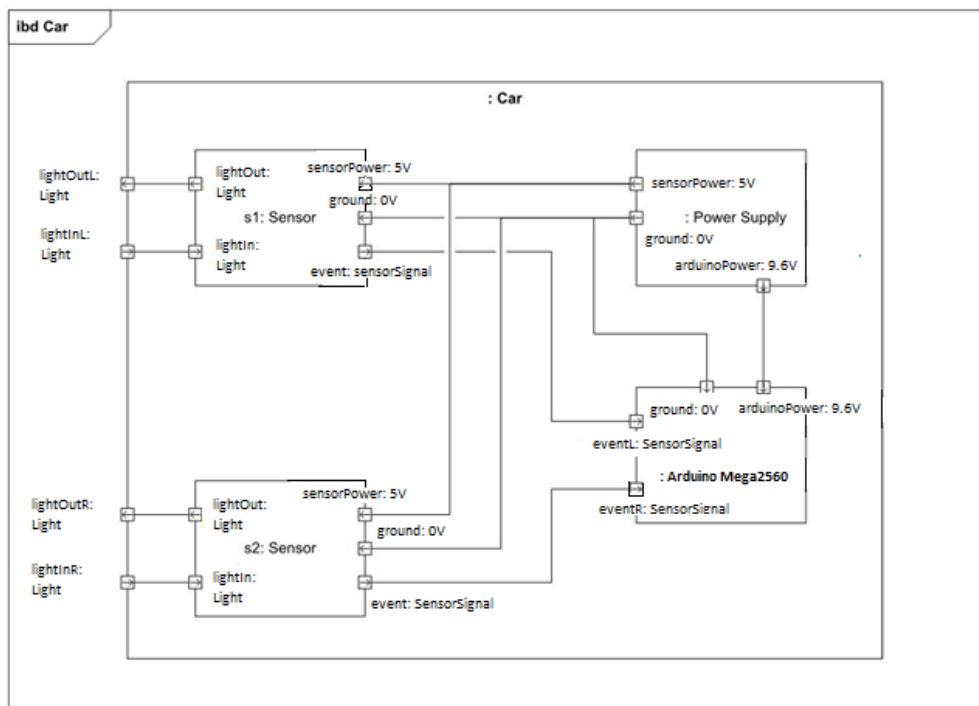 ibd Car
: Car
lightOutL:
Light
lightInL:
Light
lightOut:
Light
s1: Sensor
lightIn:
Light
sensorPower: 5V
ground: 0V
event: sensorSignal
sensorPower: 5V
: Power Supply
ground: 0V
arduinoPower: 9.6V
ground: 0V
arduinoPower: 9.6V
eventL: SensorSignal
: Arduino Mega2560
eventR: SensorSignal
lightOutR:
Light
lightInR:
Light
lightOut:
Light
s2: Sensor
lightIn:
Light
sensorPower: 5V
ground: 0V
event: SensorSignal